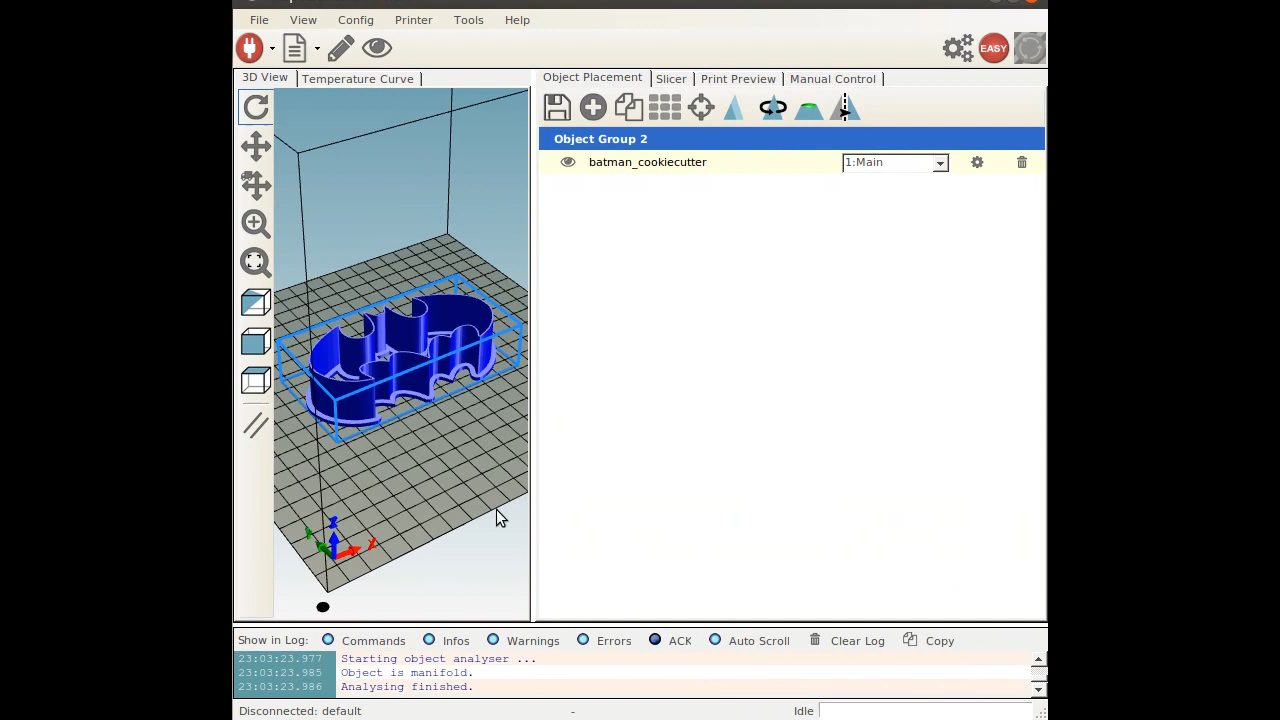 File View Config Printer Tools Help
EASY
3D View Temperature Curve
Object Placement Slicer Print Preview Manual Control
Object Group 2
batman_cookiecutter 1:Main
Z
X
Show in Log: Commands Infos Warnings Errors ACK Auto Scroll Clear Log Copy
23:03:23.977 Starting object analyser ...
23:03:23.985 Object is manifold.
23:03:23.986 Analysing finished.
Disconnected: default - Idle